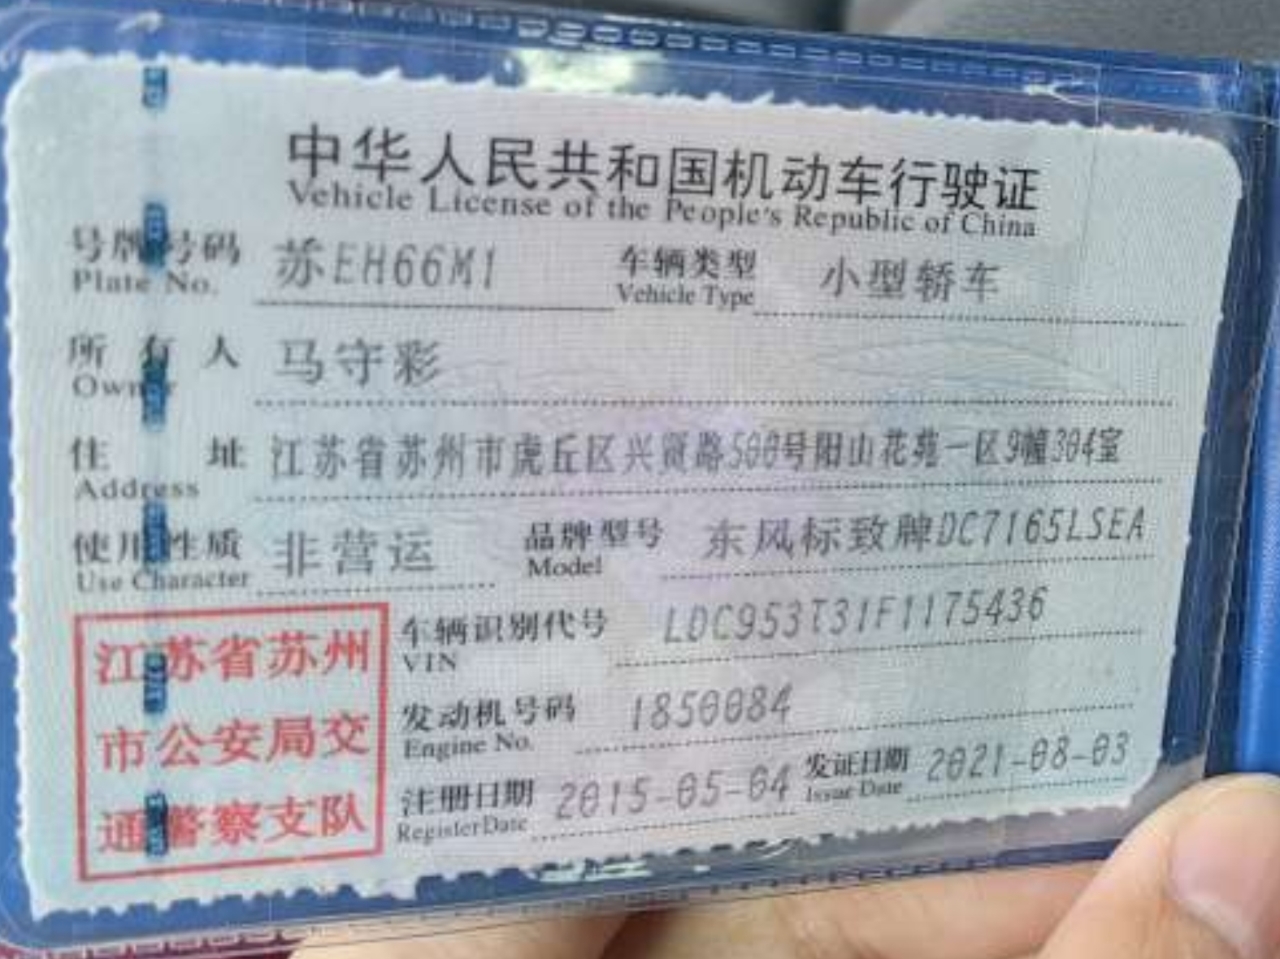 中华人民共和国机动车行驶证
Vehicle License of the People's Republic of China
号牌号码 苏EH66M1 车辆类型 小型轿车
Plate No. Vehicle Type
所有人 马守彩
Owner
住址 江苏省苏州市虎丘区兴贤路500号阳山花苑一区9幢304室
Address
使用性质 非营运 品牌型号 东风标致牌DC7165LSEA
Use Character Model
车辆识别代号 LDC953T31F1175436
VIN
发动机号码 1850084
Engine No.
注册日期 2015-05-04 发证日期 2021-08-03
Register Date Issue Date
江苏省苏州
市公安局交
通警察支队